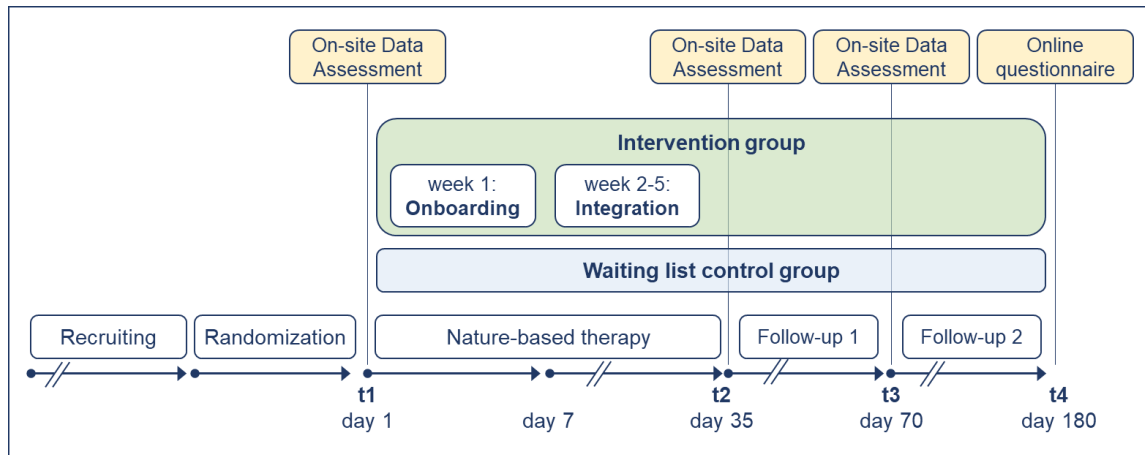 On-site Data
Assessment
On-site Data
Assessment
On-site Data
Assessment
Online
questionnaire
Intervention group
week 1:
Onboarding
week 2-5:
Integration
Waiting list control group
Recruiting
Randomization
Nature-based therapy
Follow-up 1
Follow-up 2
t1
t2
t3
t4
day 1
day 7
day 35
day 70
day 180